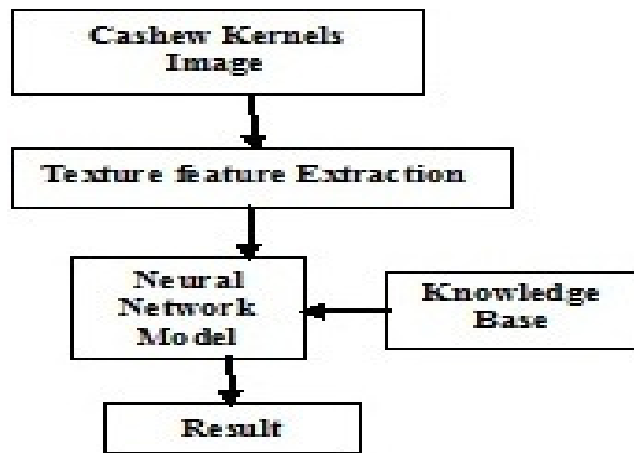 Cashew Kernels
Image
Texture feature Extraction
Neural
Network
Model
Knowledge
Base
Result